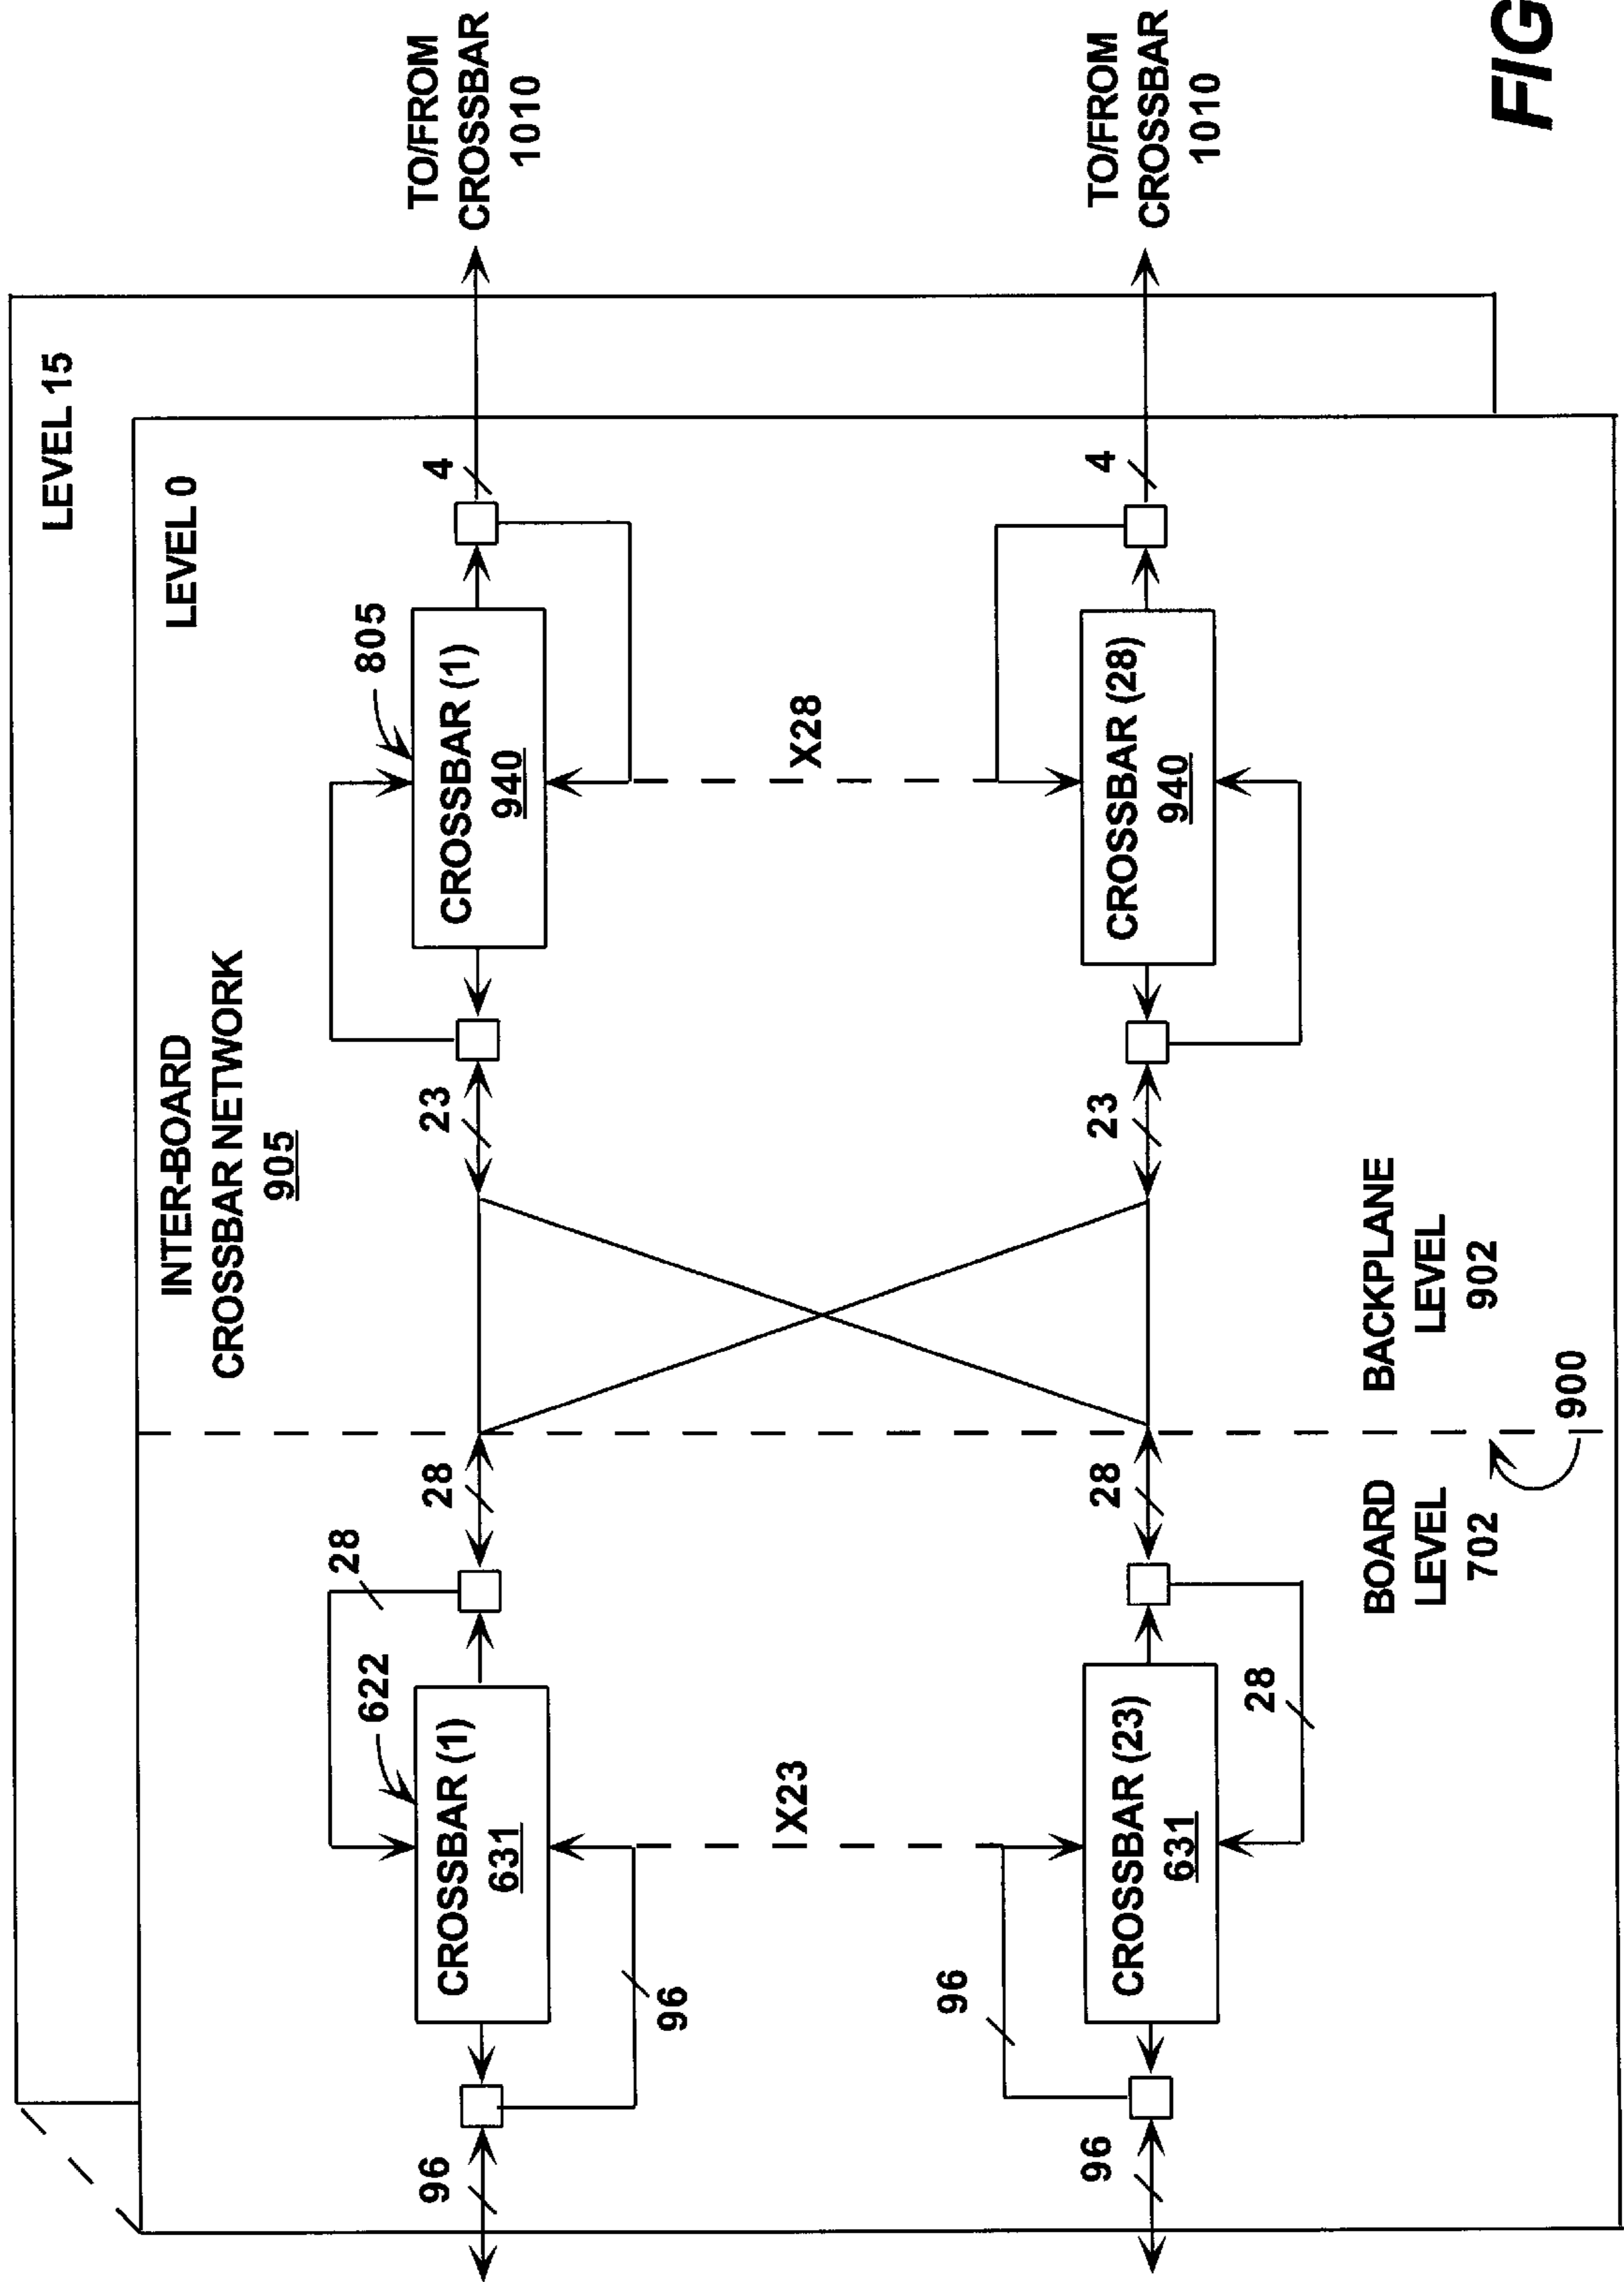 LEVEL 15
LEVEL 0
INTER-BOARD
CROSSBAR NETWORK
905
622
28
28
CROSSBAR (1)
631
96
96
23
805
CROSSBAR (1)
940
4
TO/FROM
CROSSBAR
1010
X23
X28
96
96
CROSSBAR (23)
631
28
28
23
CROSSBAR (28)
940
4
TO/FROM
CROSSBAR
1010
BOARD
LEVEL
702
BACKPLANE
LEVEL
902
900
FIG